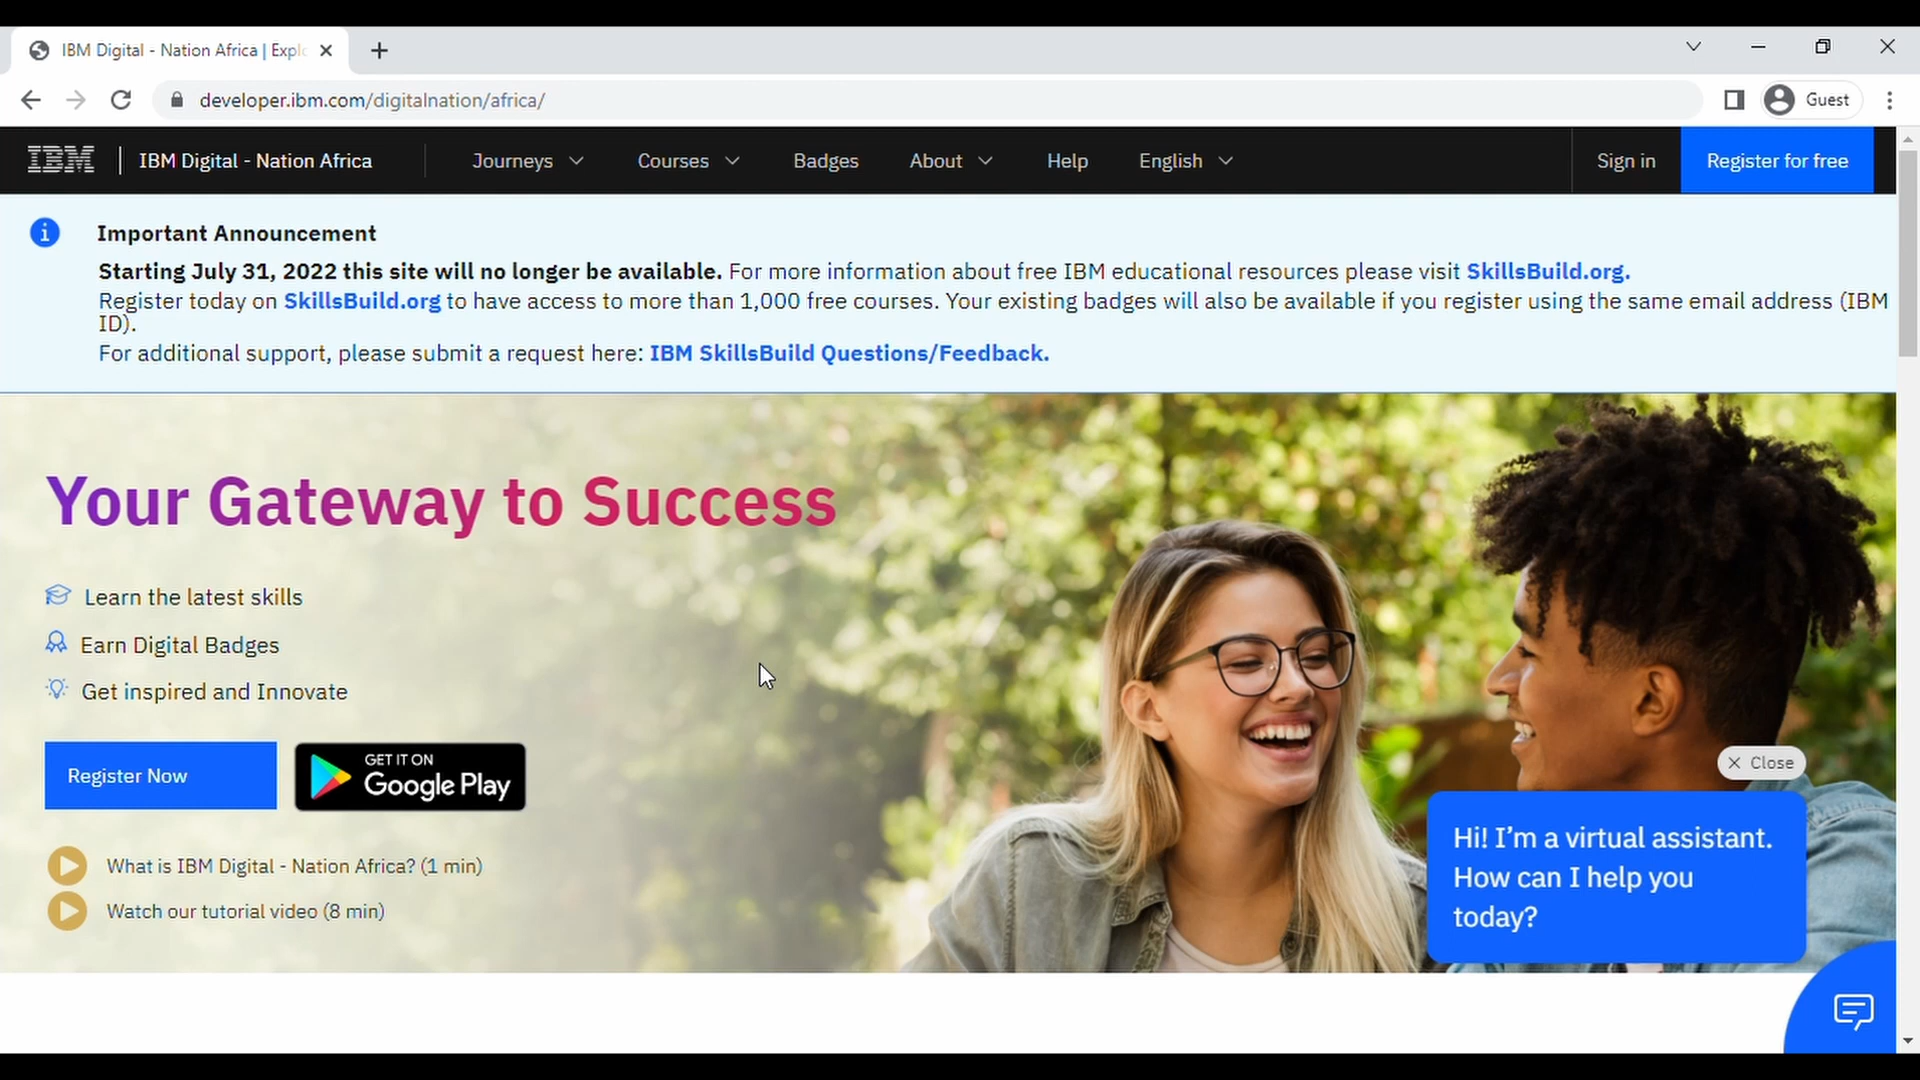 IBM Digital - Nation Africa | Expl
developer.ibm.com/digitalnation/africa/
Guest
IBM
IBM Digital - Nation Africa
Journeys
Courses
Badges
About
Help
English
Sign in
Register for free
Important Announcement
Starting July 31, 2022 this site will no longer be available. For more information about free IBM educational resources please visit SkillsBuild.org.
Register today on SkillsBuild.org to have access to more than 1,000 free courses. Your existing badges will also be available if you register using the same email address (IBM
ID).
For additional support, please submit a request here: IBM SkillsBuild Questions/Feedback.
Your Gateway to Success
Learn the latest skills
Earn Digital Badges
Get inspired and Innovate
Register Now
GET IT ON
Google Play
What is IBM Digital - Nation Africa? (1 min)
Watch our tutorial video (8 min)
Close
Hi! I’m a virtual assistant.
How can I help you
today?